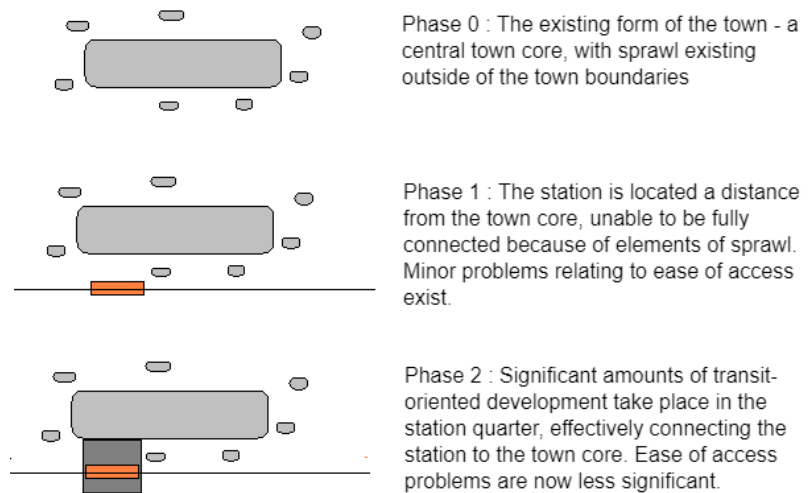 Phase 0 : The existing form of the town - a
central town core, with sprawl existing
outside of the town boundaries
Phase 1 : The station is located a distance
from the town core, unable to be fully
connected because of elements of sprawl.
Minor problems relating to ease of access
exist.
Phase 2 : Significant amounts of transit-
oriented development take place in the
station quarter, effectively connecting the
station to the town core. Ease of access
problems are now less significant.